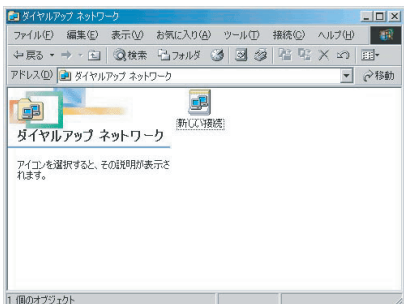 ダイヤルアップ ネットワーク
ファイル(F) 編集(E) 表示(V) お気に入り(A) ツール(T) 接続(C) ヘルプ(H)
戻る 検索 フォルダ
アドレス(D) ダイヤルアップ ネットワーク 移動
ダイヤルアップ ネットワーク
新しい接続
アイコンを選択すると、その説明が表示さ
れます。
1 個のオブジェクト